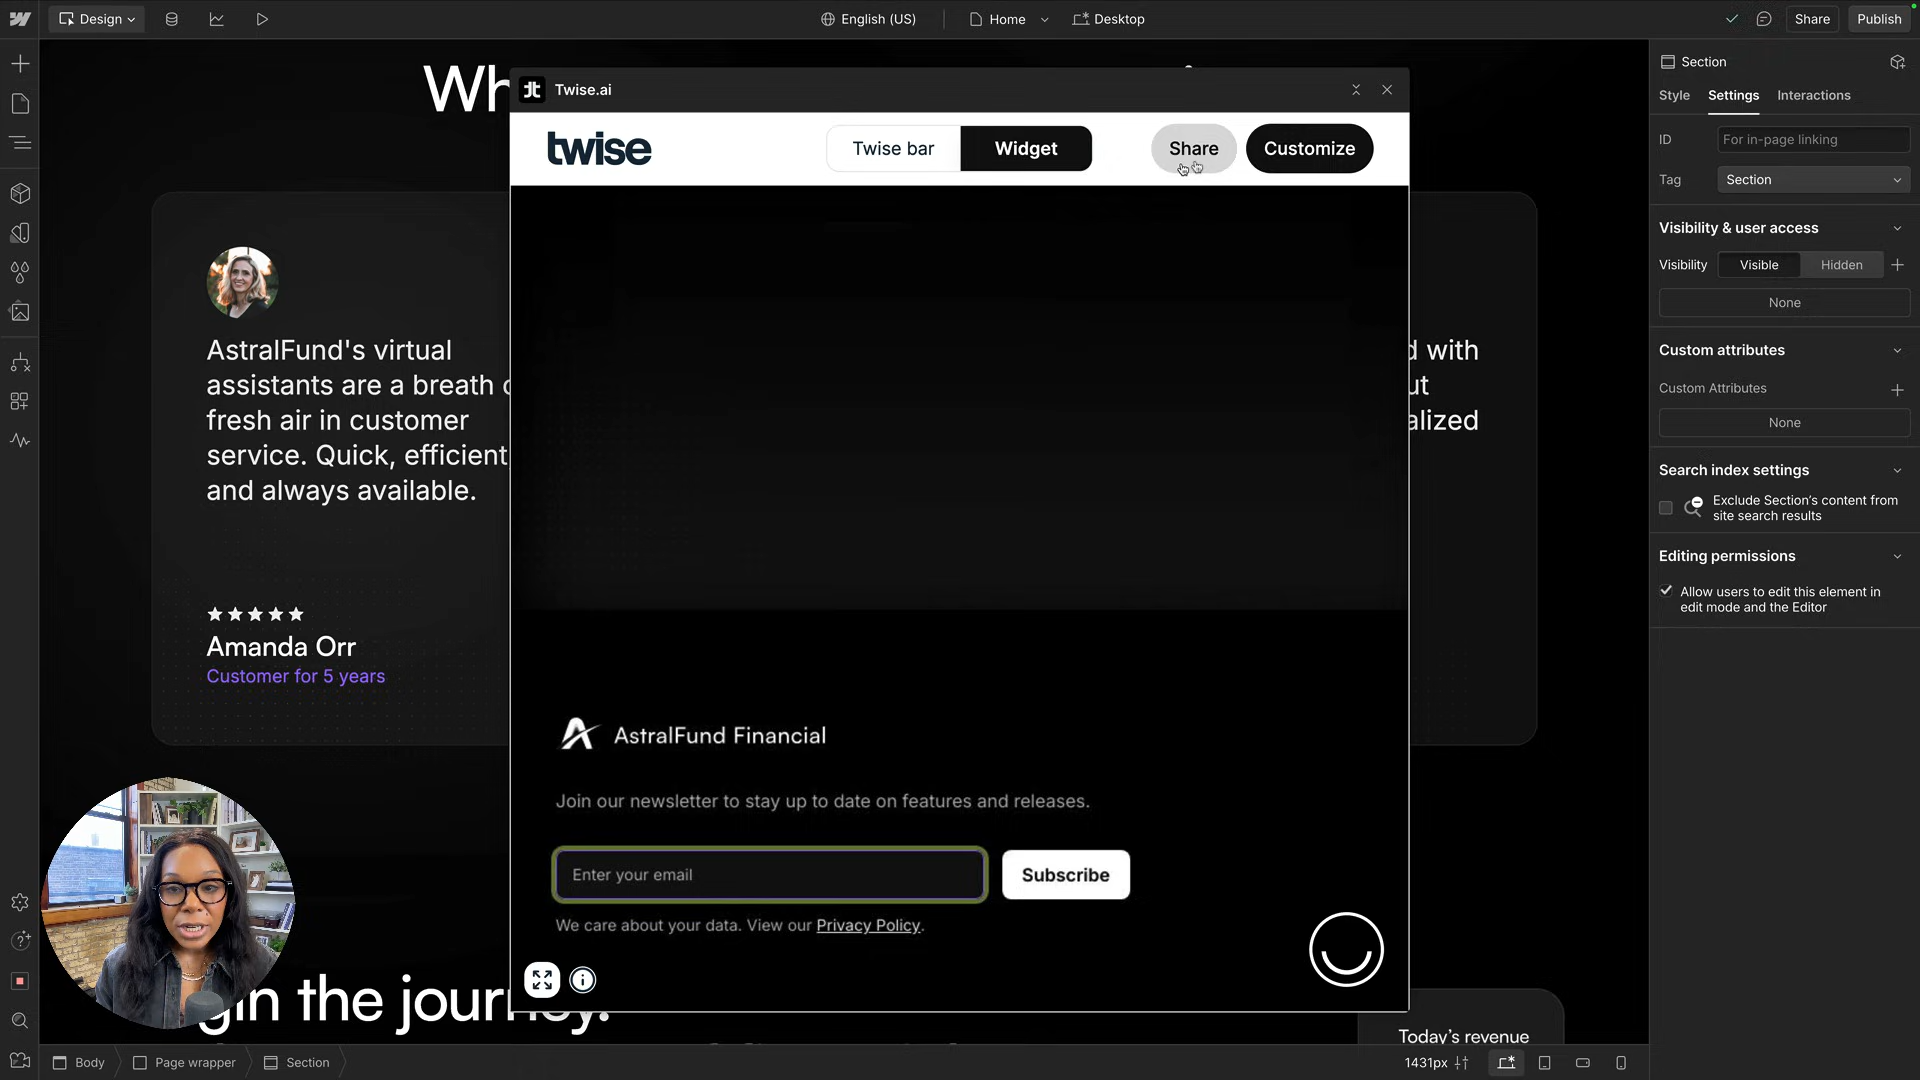 Design
English (US)
Home
Desktop
Share
Publish
Wh
Twise.ai
twise
Twise bar
Widget
Share
Customize
AstralFund's virtual
assistants are a breath o
fresh air in customer
service. Quick, efficient,
and always available.
Amanda Orr
Customer for 5 years
d with
ut
alized
AstralFund Financial
Join our newsletter to stay up to date on features and releases.
Enter your email
Subscribe
We care about your data. View our Privacy Policy.
gin the journey.
Today's revenue
Section
Style
Settings
Interactions
ID
For in-page linking
Tag
Section
Visibility & user access
Visibility
Visible
Hidden
None
Custom attributes
Custom Attributes
None
Search index settings
Exclude Section's content from
site search results
Editing permissions
Allow users to edit this element in
edit mode and the Editor
Body
Page wrapper
Section
1431px